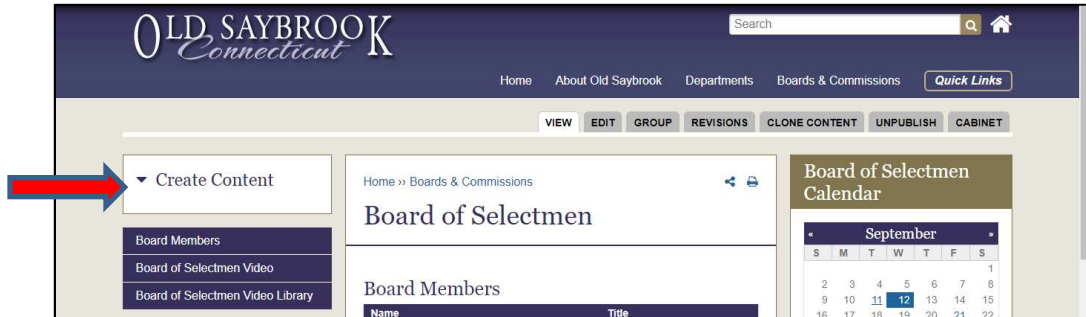 OLD SAYBROOK
Connecticut
Search
Home About Old Saybrook Departments Boards & Commissions Quick Links
VIEW EDIT GROUP REVISIONS CLONE CONTENT UNPUBLISH CABINET
Create Content
Board Members
Board of Selectmen Video
Board of Selectmen Video Library
Home ›› Boards & Commissions
Board of Selectmen
Board Members
Name Title
Board of Selectmen
Calendar
« September »
S M T W T F S
1
2 3 4 5 6 7 8
9 10 11 12 13 14 15
16 17 18 19 20 21 22